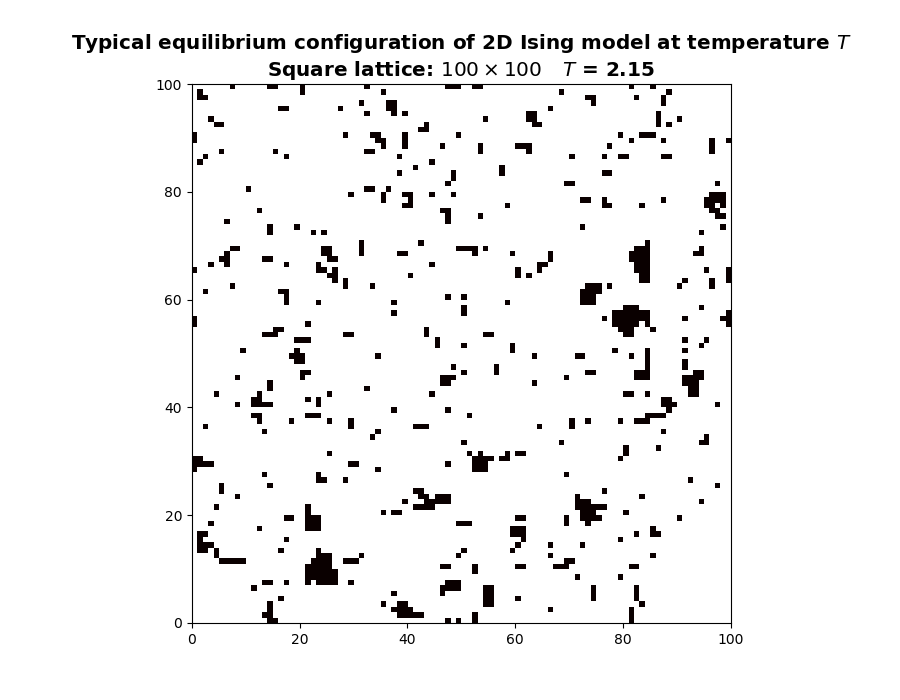 Typical equilibrium configuration of 2D Ising model at temperature T
Square lattice: 100 × 100 T = 2.15
100
80
60
40
20
0
0 20 40 60 80 100